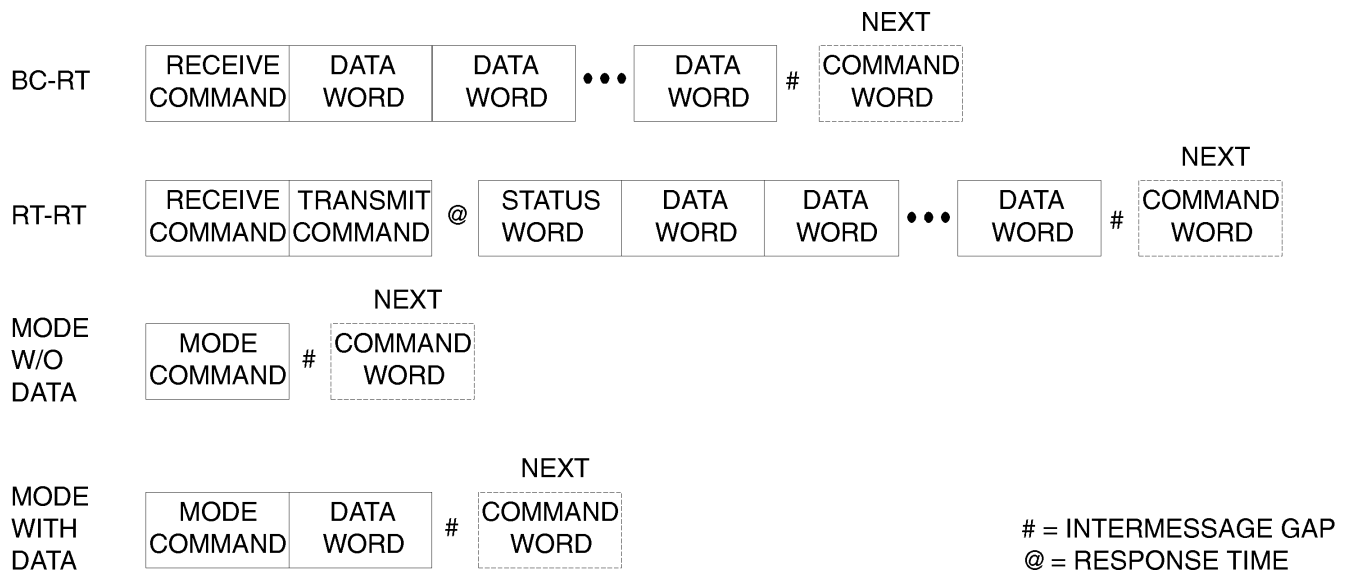 NEXT
BC-RT
RECEIVE COMMAND
DATA WORD
DATA WORD
•••
DATA WORD
#
COMMAND WORD
NEXT
RT-RT
RECEIVE COMMAND
TRANSMIT COMMAND
@
STATUS WORD
DATA WORD
DATA WORD
•••
DATA WORD
#
COMMAND WORD
NEXT
MODE
W/O
DATA
MODE COMMAND
#
COMMAND WORD
NEXT
MODE
WITH
DATA
MODE COMMAND
DATA WORD
#
COMMAND WORD
# = INTERMESSAGE GAP
@ = RESPONSE TIME